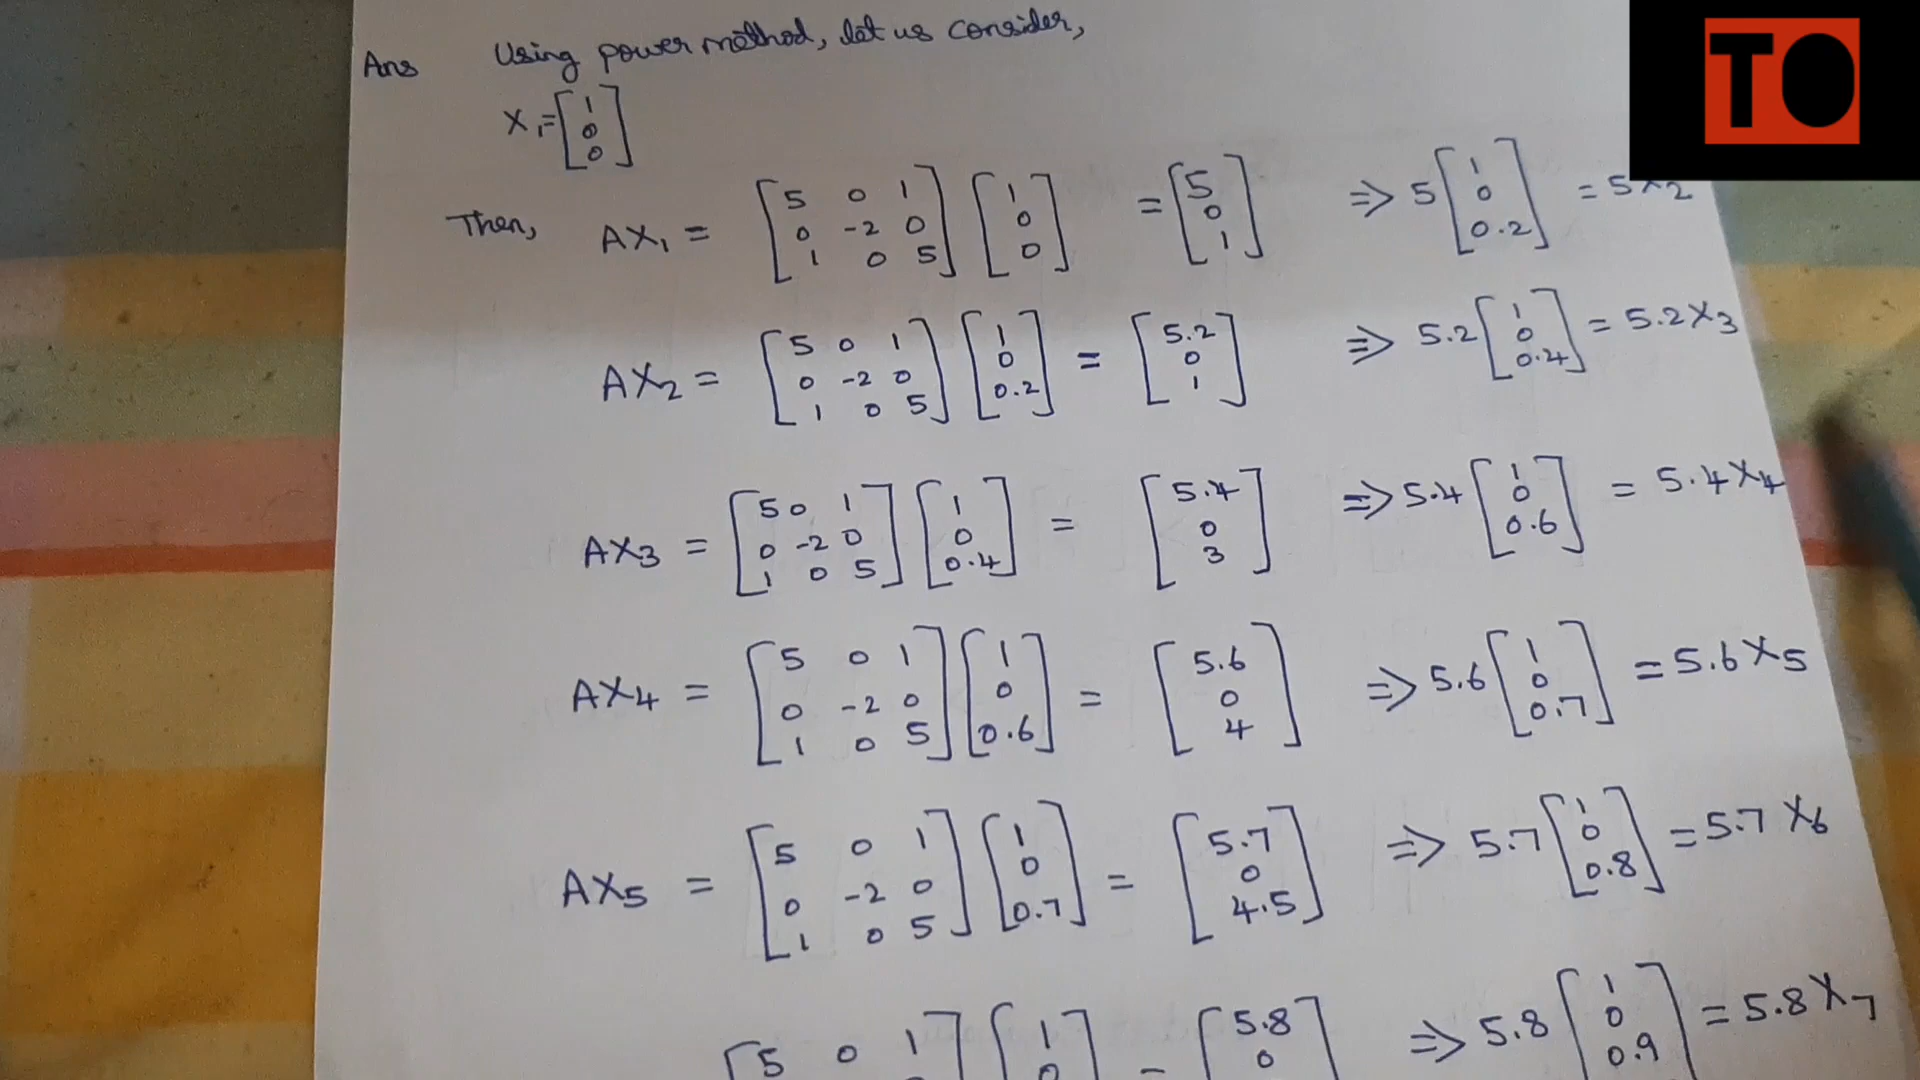 TO
Ans Using power method, let us consider,
X₁ = [1 0 0]
Then, AX₁ = [5 0 1; 0 -2 0; 1 0 5] [1 0 0] = [5 0 1] ⇒ 5 [1 0 0.2] = 5X₂
AX₂ = [5 0 1; 0 -2 0; 1 0 5] [1 0 0.2] = [5.2 0 1] ⇒ 5.2 [1 0 0.4] = 5.2X₃
AX₃ = [5 0 1; 0 -2 0; 1 0 5] [1 0 0.4] = [5.4 0 3] ⇒ 5.4 [1 0 0.6] = 5.4X₄
AX₄ = [5 0 1; 0 -2 0; 1 0 5] [1 0 0.6] = [5.6 0 4] ⇒ 5.6 [1 0 0.7] = 5.6X₅
AX₅ = [5 0 1; 0 -2 0; 1 0 5] [1 0 0.7] = [5.7 0 4.5] ⇒ 5.7 [1 0 0.8] = 5.7X₆
[5 0 1 [1 0 = [5.8 0 ⇒ 5.8 [1 0 0.9] = 5.8X₇